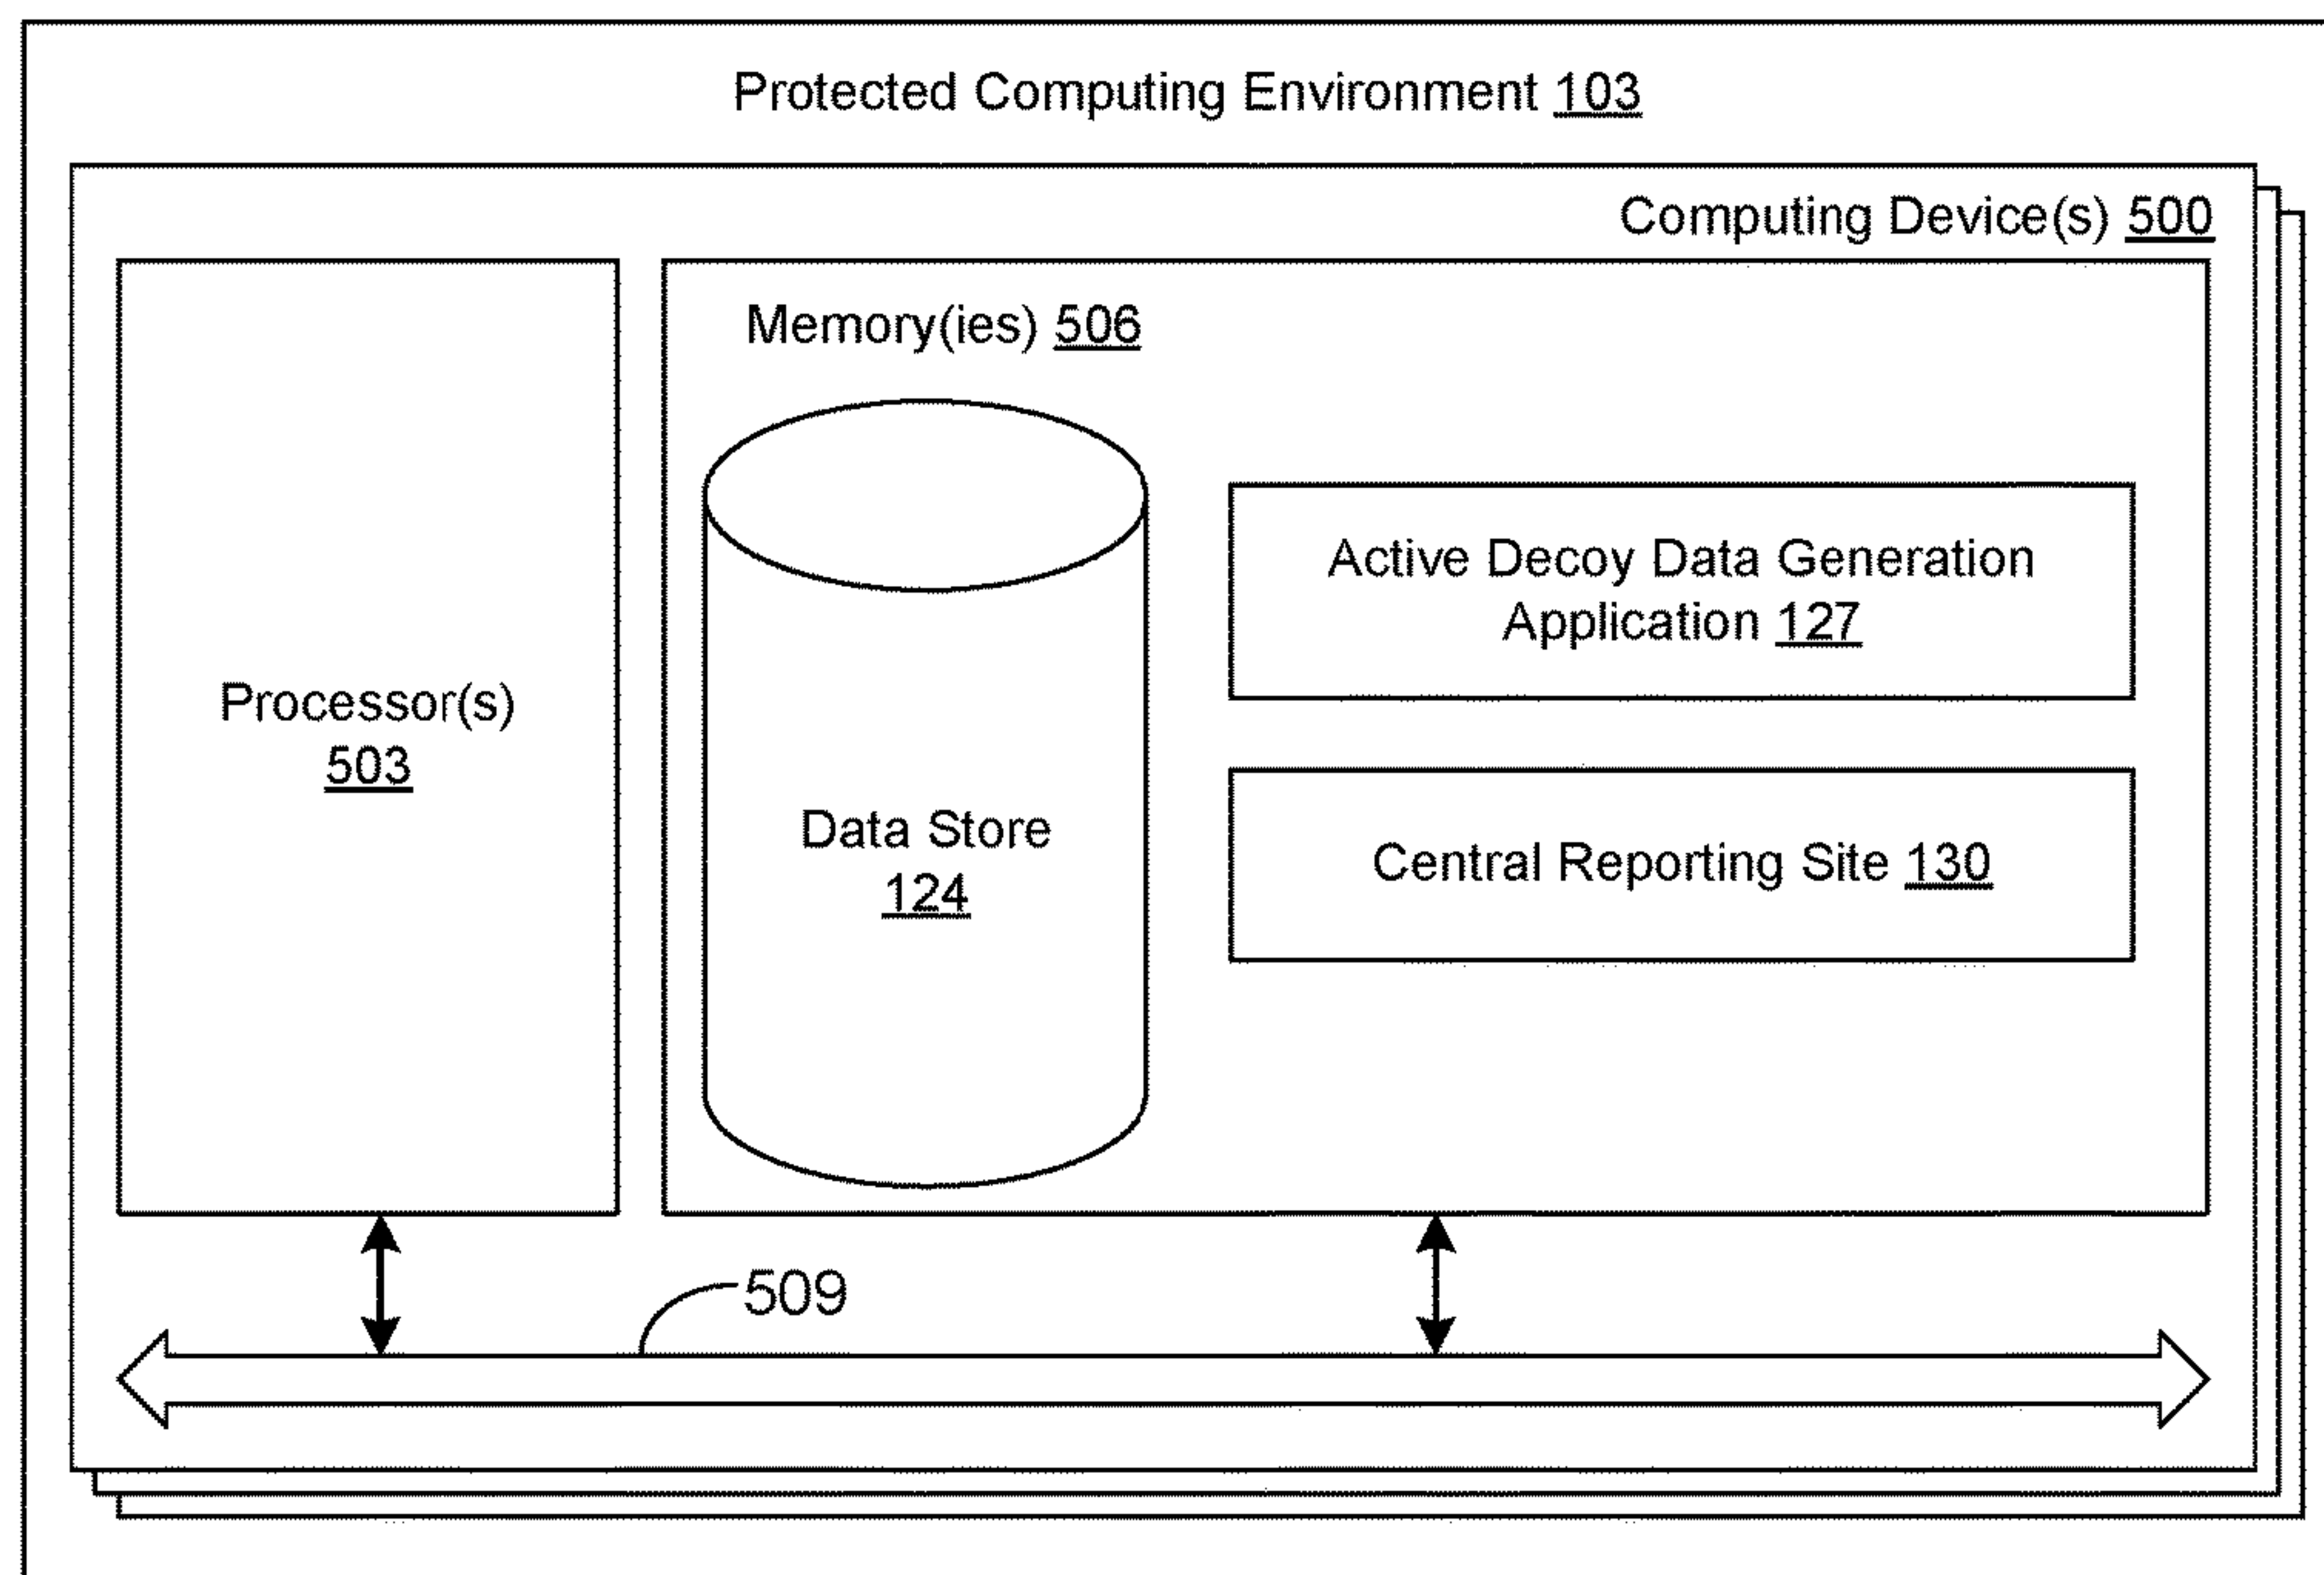 Protected Computing Environment 103
Computing Device(s) 500
Memory(ies) 506
Active Decoy Data Generation
Application 127
Processor(s)
503
Data Store
124
Central Reporting Site 130
509